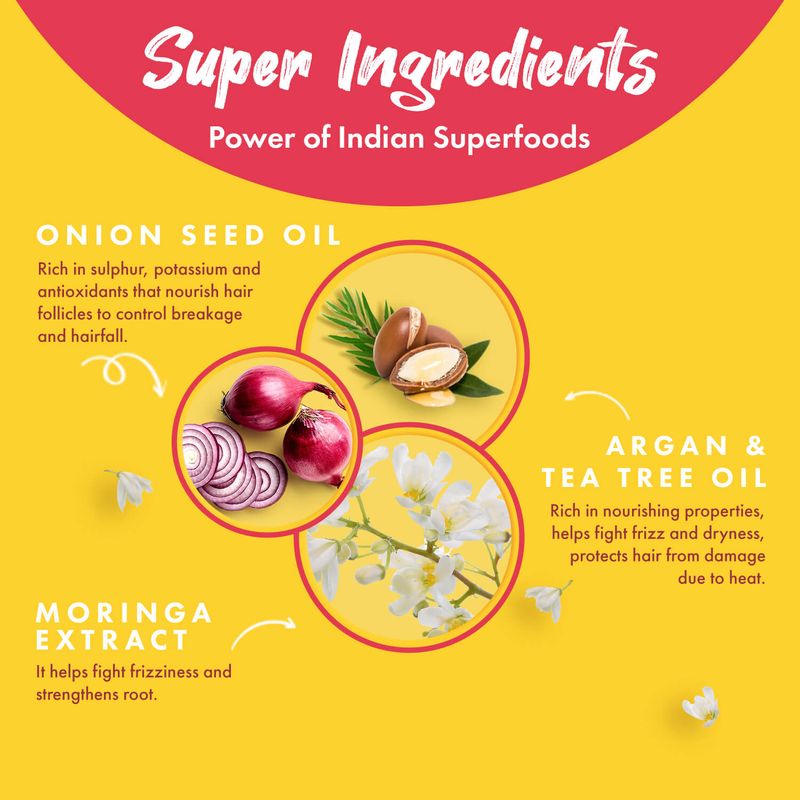 Super Ingredients
Power of Indian Superfoods
ONION SEED OIL
Rich in sulphur, potassium and
antioxidants that nourish hair
follicles to control breakage
and hairfall.
ARGAN &
TEA TREE OIL
Rich in nourishing properties,
helps fight frizz and dryness,
protects hair from damage
due to heat.
MORINGA
EXTRACT
It helps fight frizziness and
strengthens root.